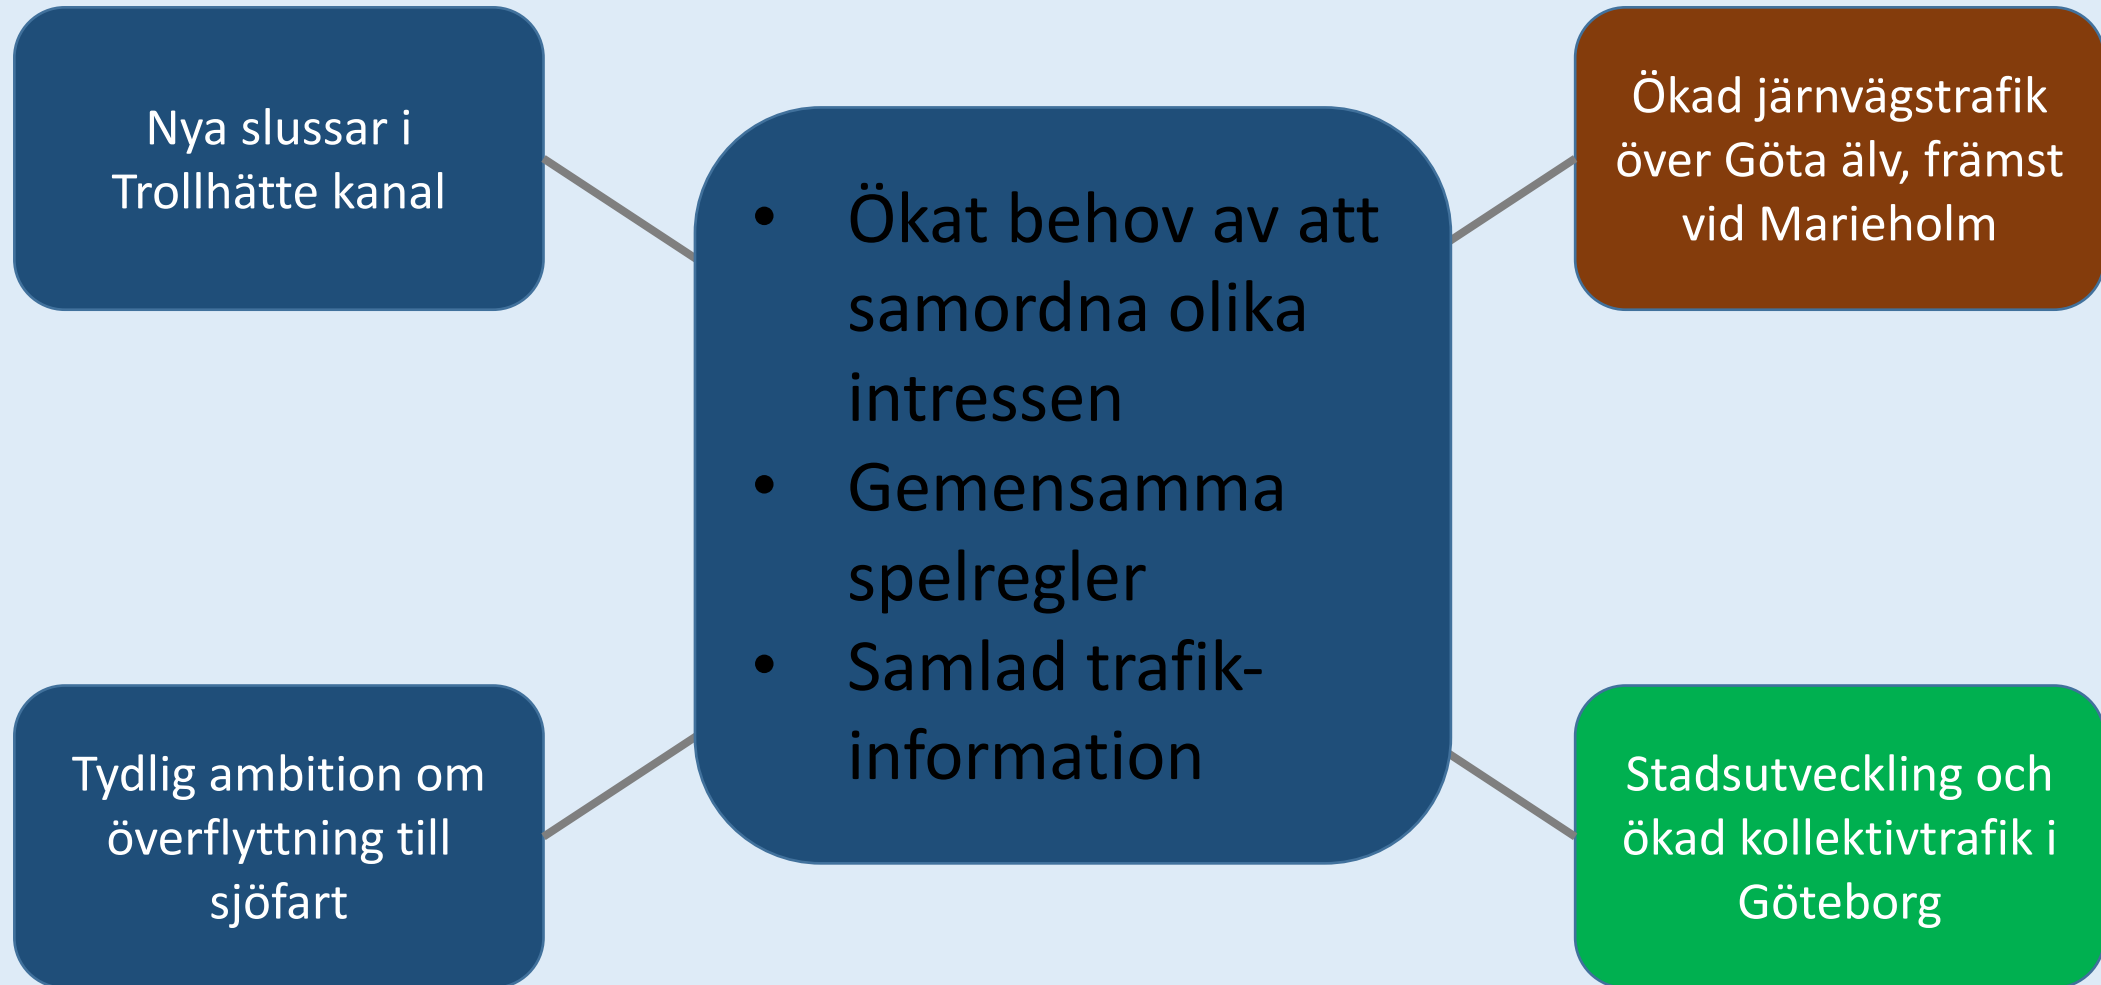 Nya slussar i
Trollhätte kanal
Ökad järnvägstrafik
över Göta älv, främst
vid Marieholm
• Ökat behov av att
samordna olika
intressen
• Gemensamma
spelregler
• Samlad trafik-
information
Tydlig ambition om
överflyttning till
sjöfart
Stadsutveckling och
ökad kollektivtrafik i
Göteborg